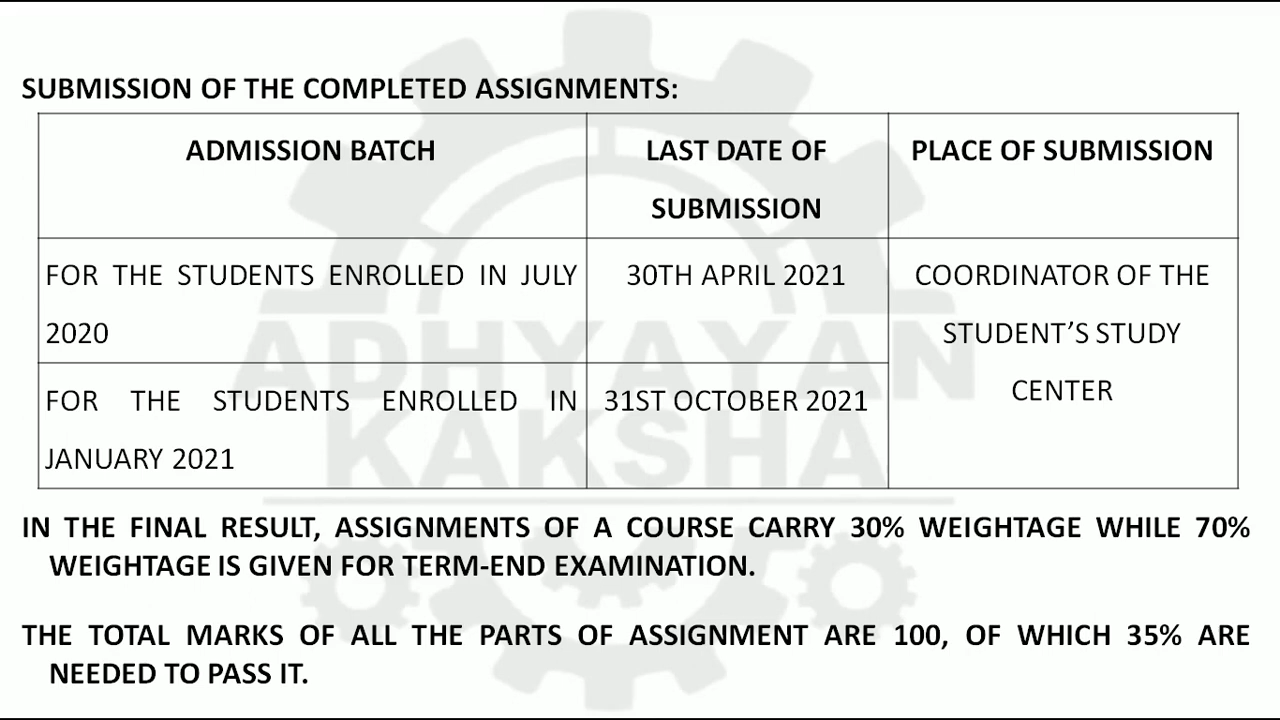 SUBMISSION OF THE COMPLETED ASSIGNMENTS:
ADMISSION BATCH
LAST DATE OF
SUBMISSION
PLACE OF SUBMISSION
FOR THE STUDENTS ENROLLED IN JULY
2020
30TH APRIL 2021
COORDINATOR OF THE
STUDENT’S STUDY
CENTER
FOR THE STUDENTS ENROLLED IN
JANUARY 2021
31ST OCTOBER 2021
ADHYAYAN
KAKSHA
IN THE FINAL RESULT, ASSIGNMENTS OF A COURSE CARRY 30% WEIGHTAGE WHILE 70%
WEIGHTAGE IS GIVEN FOR TERM-END EXAMINATION.
THE TOTAL MARKS OF ALL THE PARTS OF ASSIGNMENT ARE 100, OF WHICH 35% ARE
NEEDED TO PASS IT.